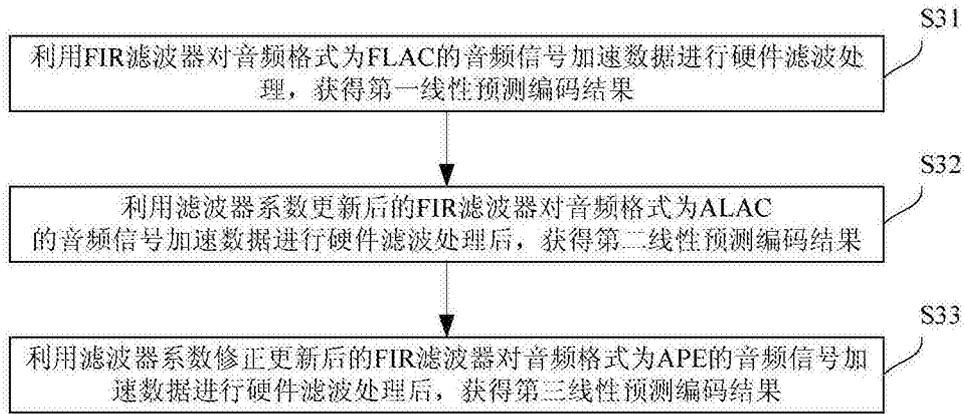 S31
利用FIR滤波器对音频格式为FLAC的音频信号加速数据进行硬件滤波处
理，获得第一线性预测编码结果
S32
利用滤波器系数更新后的FIR滤波器对音频格式为ALAC
的音频信号加速数据进行硬件滤波处理后，获得第二线性预测编码结果
S33
利用滤波器系数修正更新后的FIR滤波器对音频格式为APE的音频信号加
速数据进行硬件滤波处理后，获得第三线性预测编码结果